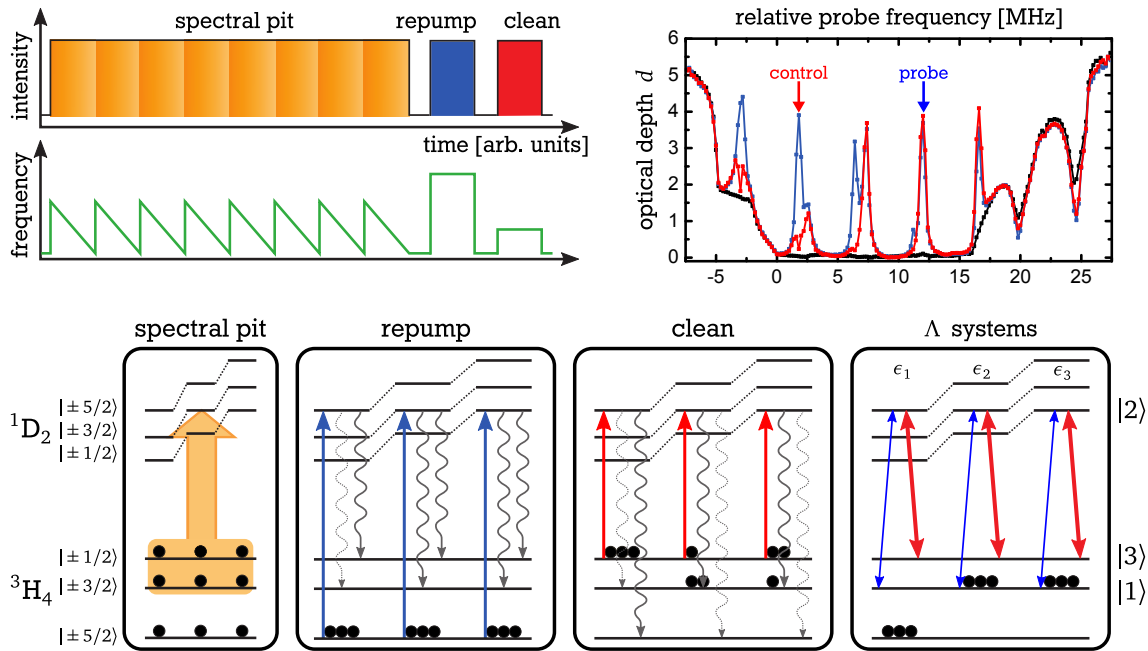 spectral pit
repump
clean
intensity
time [arb. units]
frequency
relative probe frequency [MHz]
optical depth d
6
5
4
3
2
1
0
control
probe
-5 0 5 10 15 20 25
spectral pit
repump
clean
Λ systems
¹D₂
|±5/2⟩
|±3/2⟩
|±1/2⟩
³H₄
|±1/2⟩
|±3/2⟩
|±5/2⟩
ϵ₁ ϵ₂ ϵ₃
|2⟩
|3⟩
|1⟩